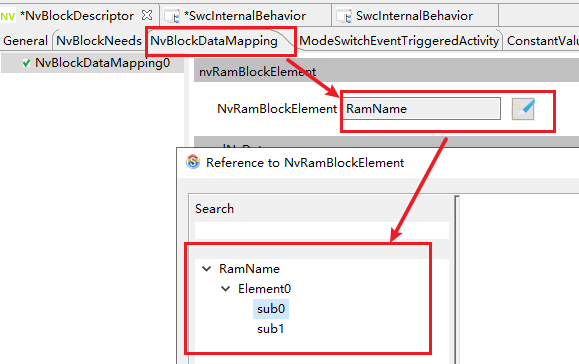 NV *NvBlockDescriptor *SwcInternalBehavior SwcInternalBehavior
General NvBlockNeeds NvBlockDataMapping ModeSwitchEventTriggeredActivity ConstantValu
NvBlockDataMapping0
nvRamBlockElement
NvRamBlockElement RamName
Reference to NvRamBlockElement
Search
RamName
Element0
sub0
sub1